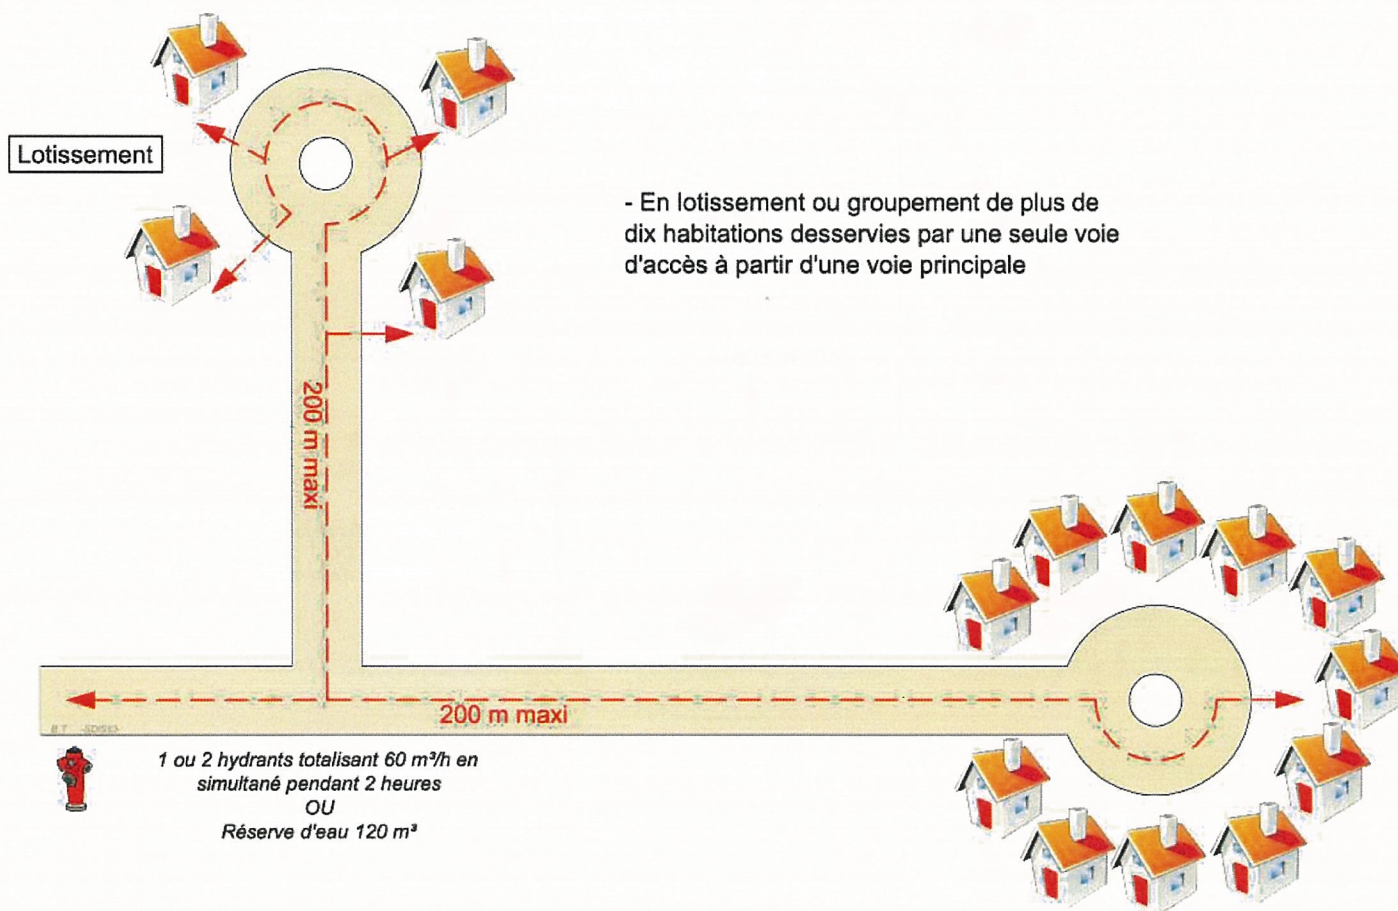 Lotissement
- En lotissement ou groupement de plus de
dix habitations desservies par une seule voie
d'accès à partir d'une voie principale
200 m maxi
200 m maxi
1 ou 2 hydrants totalisant 60 m³/h en
simultané pendant 2 heures
OU
Réserve d'eau 120 m³